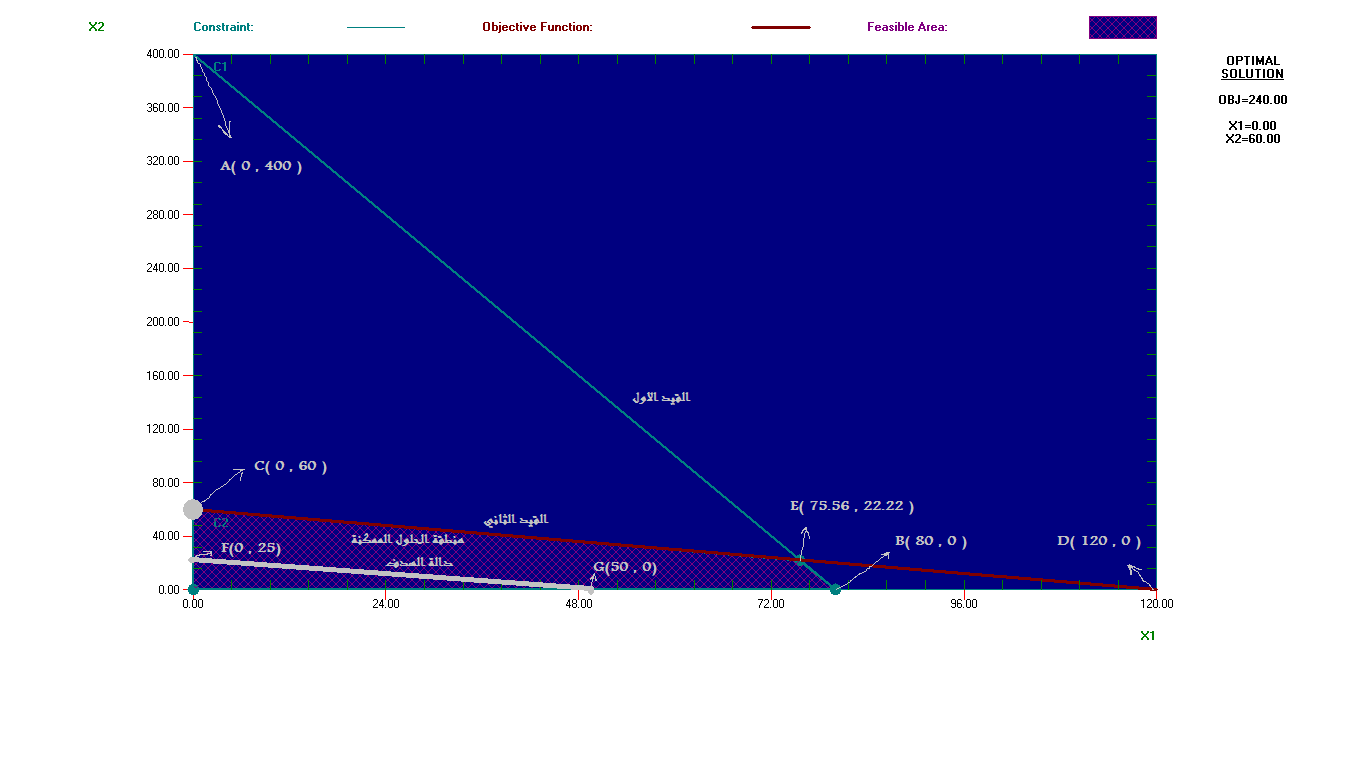 X2 Constraint: Objective Function: Feasible Area:
OPTIMAL
SOLUTION
OBJ=240.00
X1=0.00
X2=60.00
400.00
C1
360.00
A( 0 , 400 )
320.00
280.00
240.00
200.00
160.00
القيد الأول
120.00
C( 0 , 60 )
80.00
E( 75.56 , 22.22 )
C2
القيد الثاني
40.00
منطقة الحلول الممكنة
B( 80 , 0 )
D( 120 , 0 )
F(0 , 25)
دالة الهدف
G(50 , 0)
0.00
0.00 24.00 48.00 72.00 96.00 120.00
X1